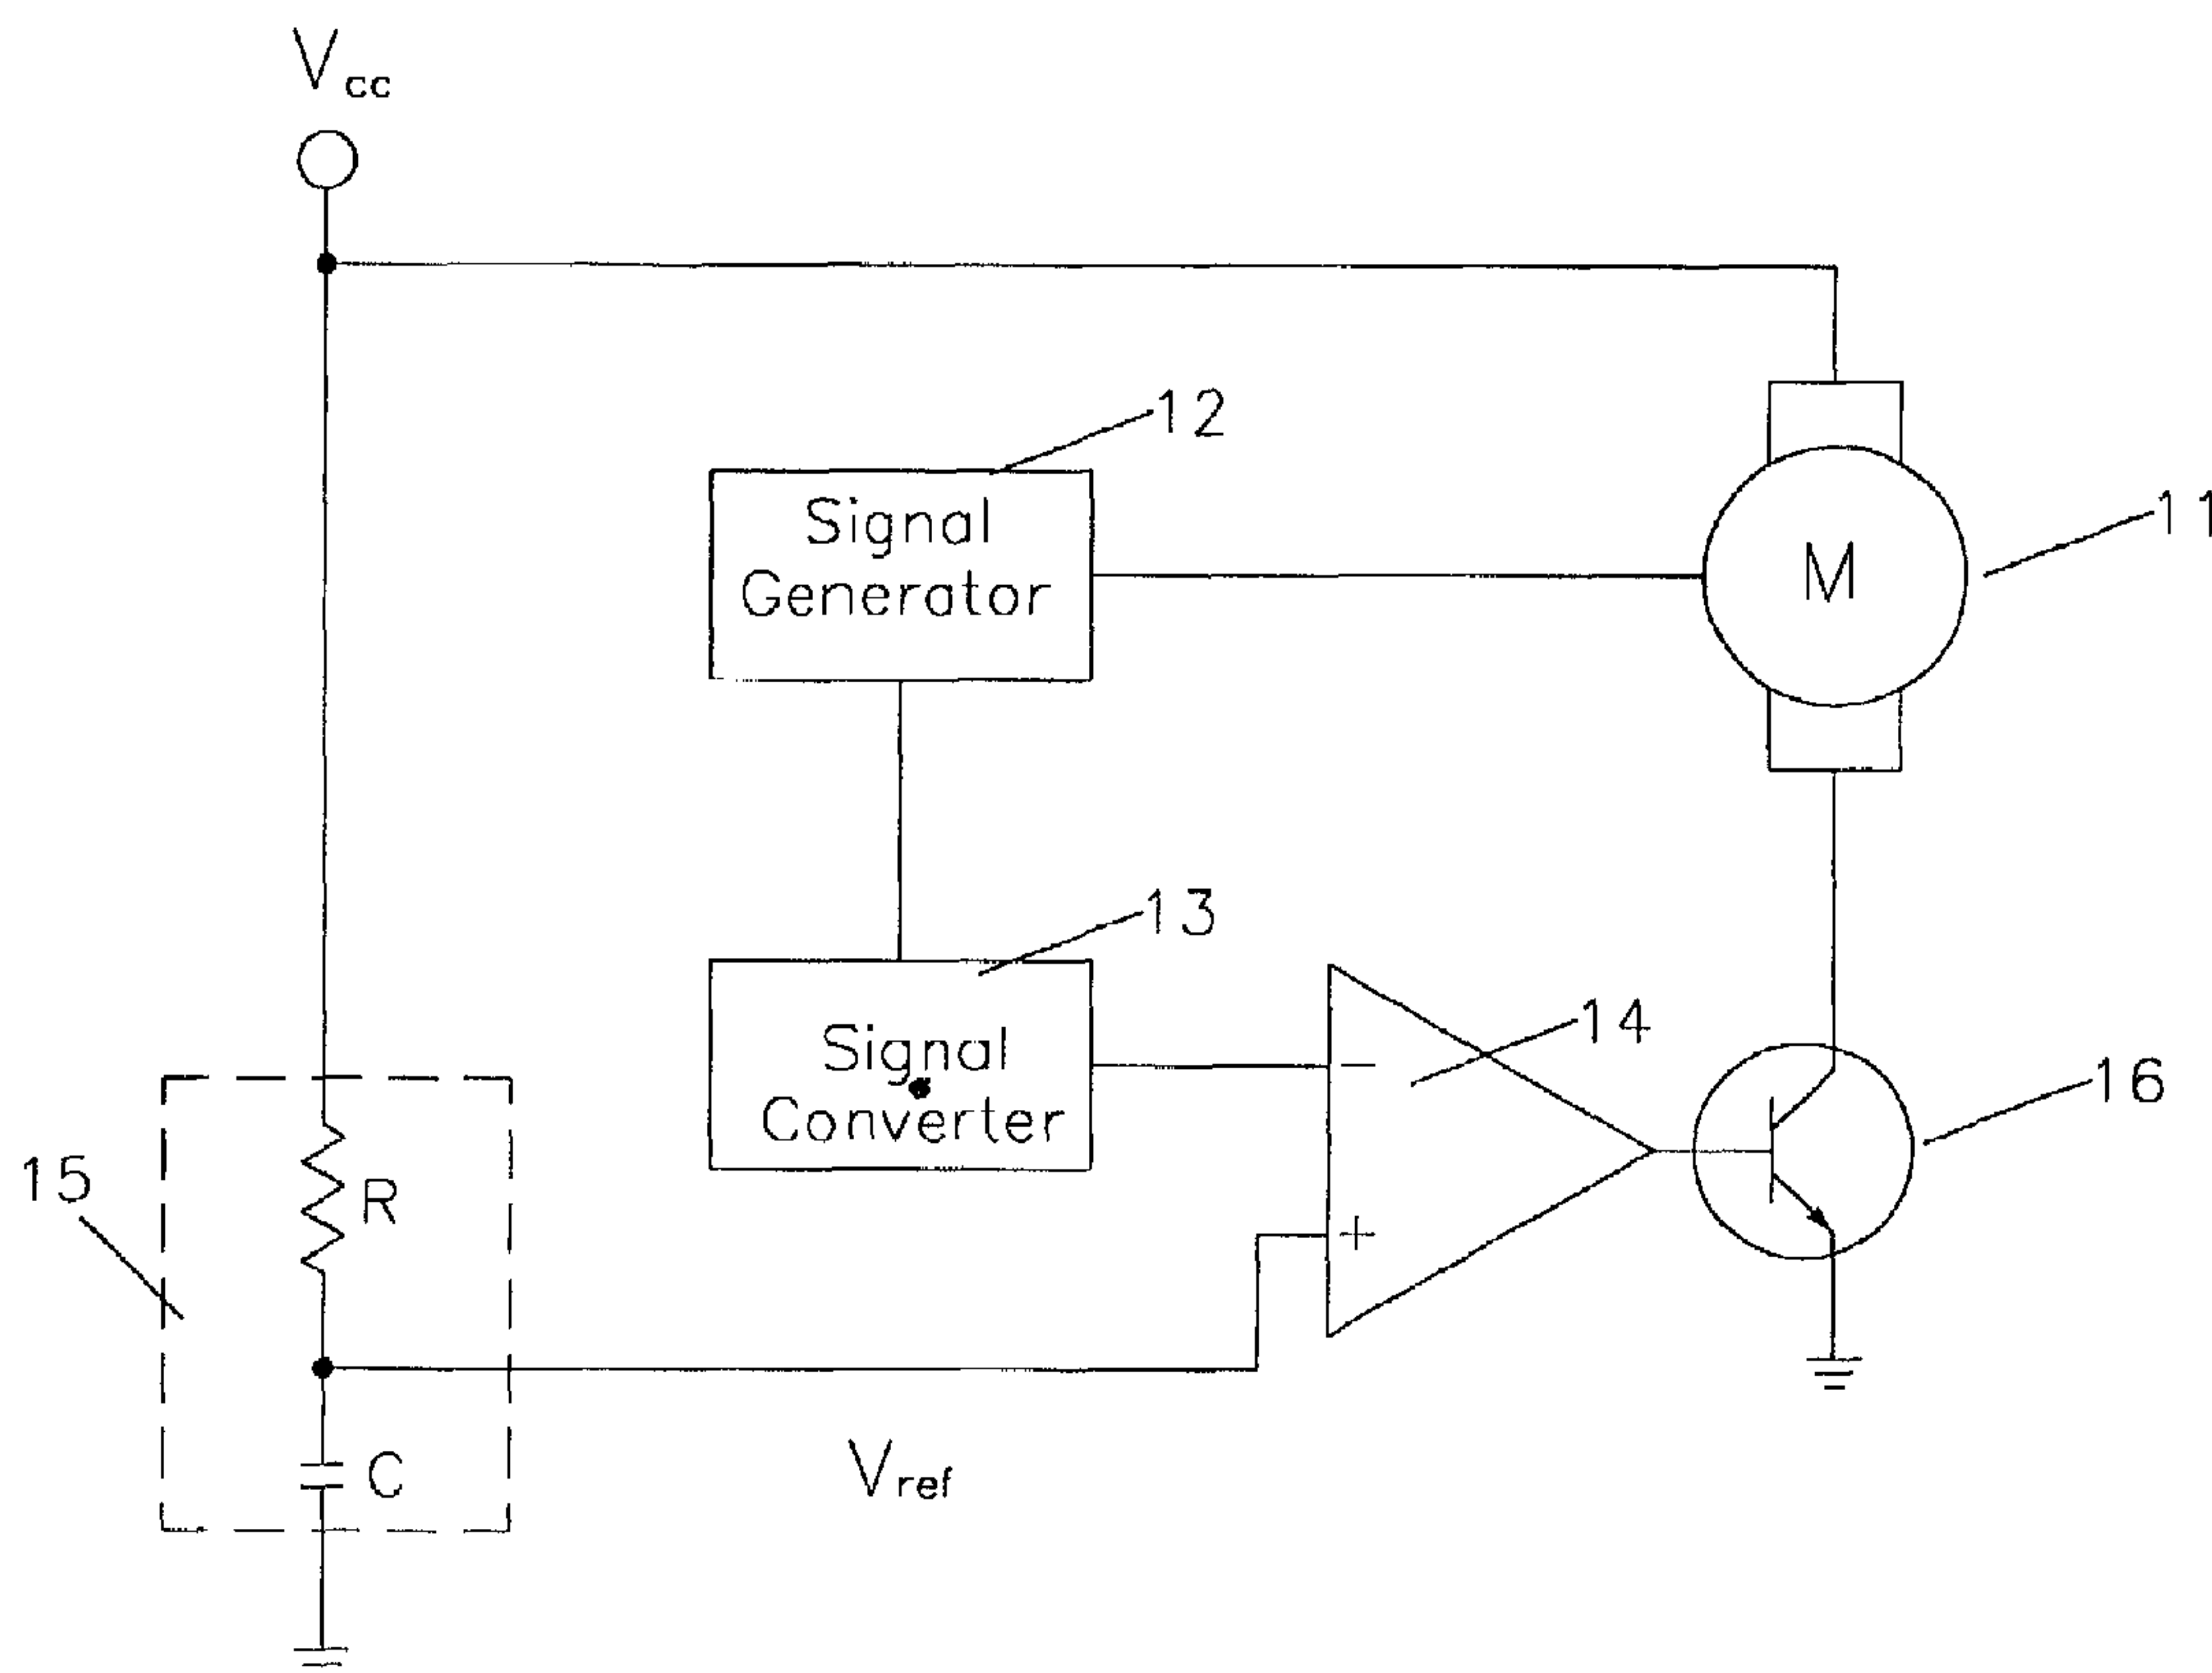 Vcc
12
Signal
Generator
M
11
13
Signal
Converter
14
-
+
16
15
R
C
Vref